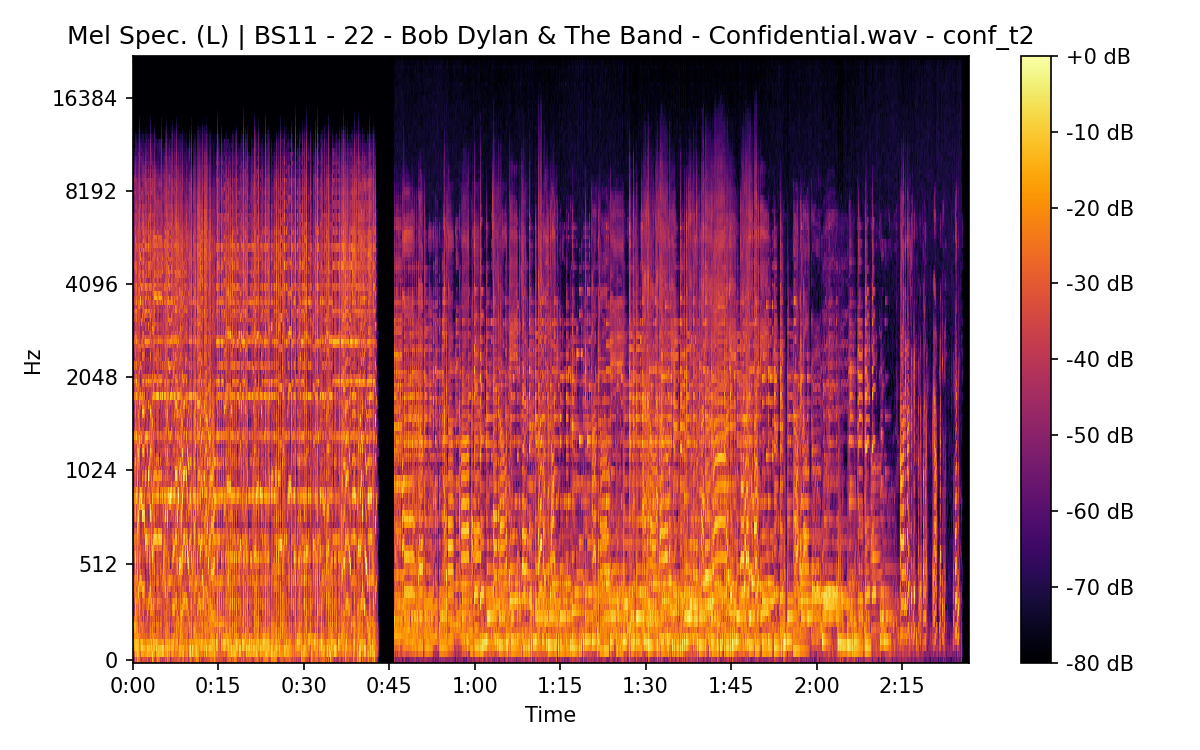 Mel Spec. (L) | BS11 - 22 - Bob Dylan & The Band - Confidential.wav - conf_t2
Hz
16384
8192
4096
2048
1024
512
0
0:00 0:15 0:30 0:45 1:00 1:15 1:30 1:45 2:00 2:15
Time
+0 dB
-10 dB
-20 dB
-30 dB
-40 dB
-50 dB
-60 dB
-70 dB
-80 dB